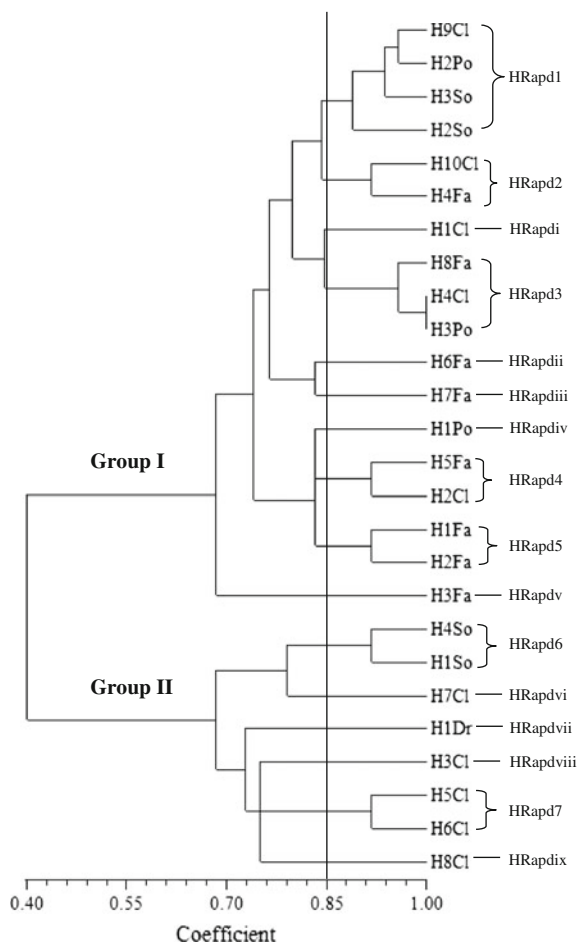 H9Cl
H2Po
HRapd1
H3So
H2So
H10Cl
HRapd2
H4Fa
H1Cl HRapdi
H8Fa
H4Cl HRapd3
H3Po
H6Fa HRapdii
H7Fa HRapdiii
H1Po HRapdiv
Group I
H5Fa
HRapd4
H2Cl
H1Fa
HRapd5
H2Fa
H3Fa HRapdv
H4So
HRapd6
H1So
Group II
H7Cl HRapdvi
H1Dr HRapdvii
H3Cl HRapdviii
H5Cl
HRapd7
H6Cl
H8Cl HRapdix
0.40 0.55 0.70 0.85 1.00
Coefficient